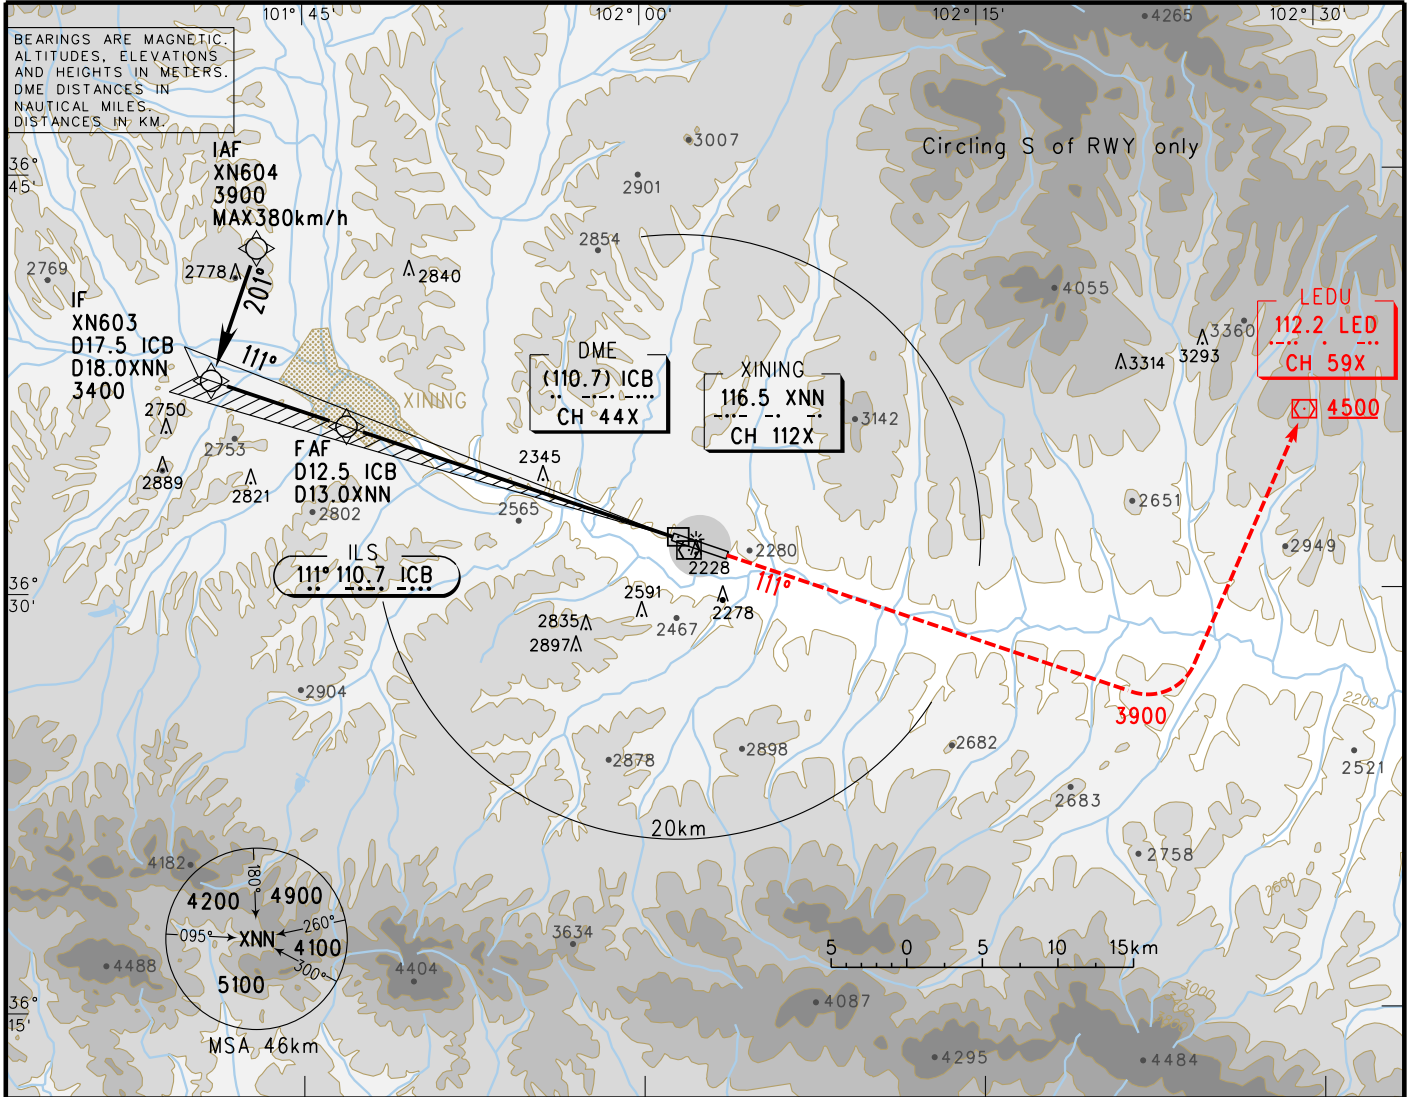 101° 45'
102° 00'
102° 15'
102° 30'
BEARINGS ARE MAGNETIC.
ALTITUDES, ELEVATIONS
AND HEIGHTS IN METERS.
DME DISTANCES IN
NAUTICAL MILES.
DISTANCES IN KM.
4265
Circling S of RWY only
3007
2901
36°
45'
IAF
XN604
3900
MAX380km/h
2854
2769
2778
201°
2840
4055
IF
XN603
D17.5 ICB
D18.0XNN
3400
111°
XINING
DME
(110.7) ICB
CH 44X
XINING
116.5 XNN
CH 112X
3142
3360
3293
3314
LEDU
112.2 LED
CH 59X
4500
2750
2753
2889
2821
FAF
D12.5 ICB
D13.0XNN
2802
2345
2565
2651
2949
ILS
111° 110.7 ICB
2280
2228
111°
36°
30'
2591
2835
2897
2467
2278
2904
3900
2200
2878
2898
2682
2521
2683
20km
2758
2600
4182
180°
4200
4900
260°
095°
XNN
4100
300°
5100
MSA 46km
4488
4404
3634
5 0 5 10 15km
4087
3000
36°
15'
4295
4484